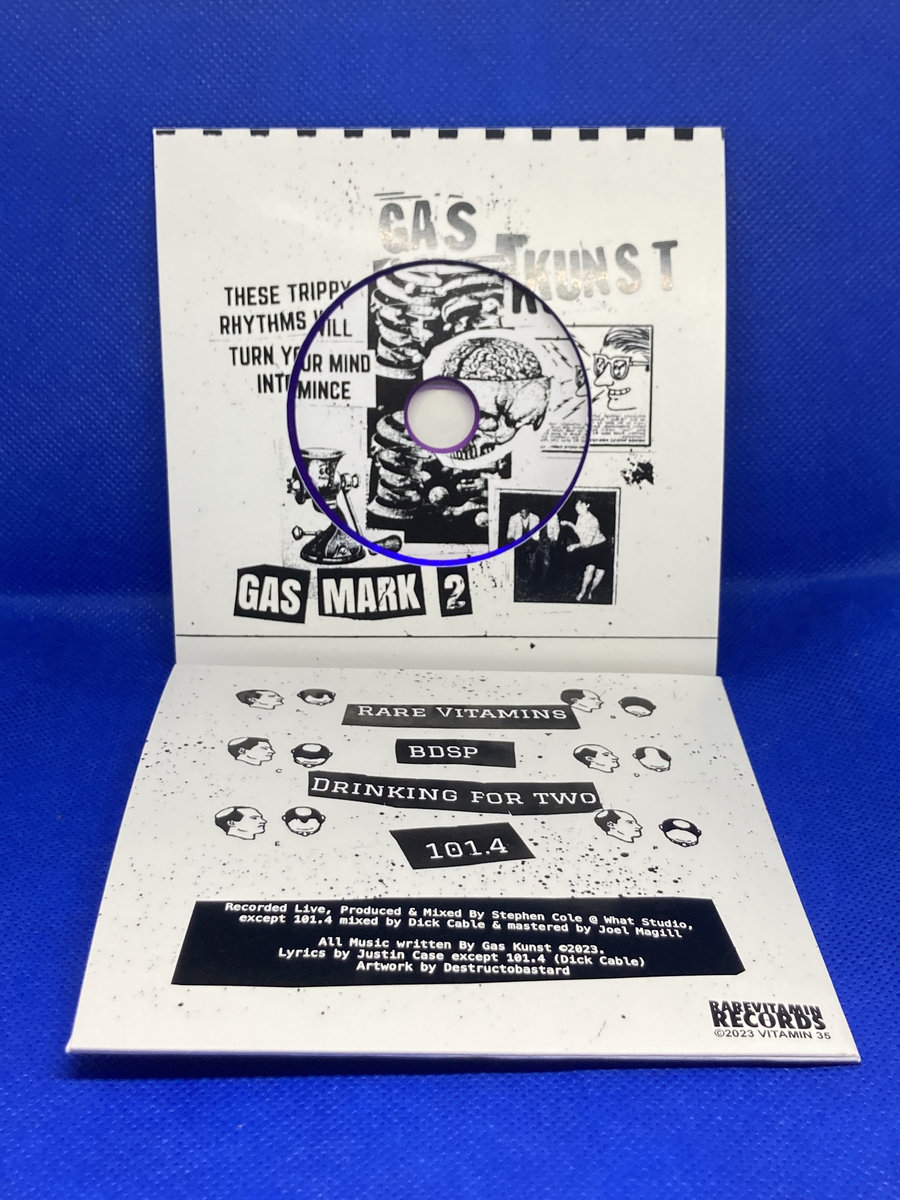 GAS
KUNST
THESE TRIPPY
RHYTHMS WILL
TURN YOUR MIND
INTO MINCE
GAS MARK 2
RARE VITAMINS
BDSP
DRINKING FOR TWO
101.4
Recorded Live, Produced & Mixed By Stephen Cole @ What Studio,
except 101.4 mixed by Dick Cable & mastered by Joel Magill
All Music written By Gas Kunst ©2023.
Lyrics by Justin Case except 101.4 (Dick Cable)
Artwork by Destructobastard
RAREVITAMIN
RECORDS
©2023 VITAMIN 35